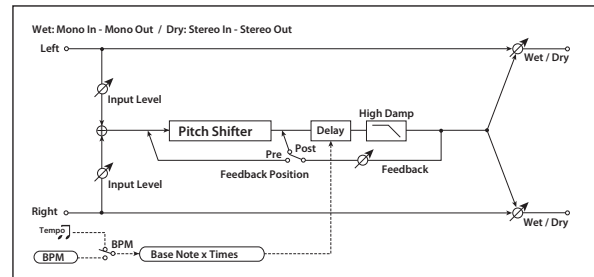 Wet: Mono In - Mono Out / Dry: Stereo In - Stereo Out
Left
Wet / Dry
Input Level
High Damp
Pitch Shifter
Delay
Post
Pre
Feedback Position
Feedback
Input Level
Right
Wet / Dry
Tempo
BPM
BPM
Base Note x Times